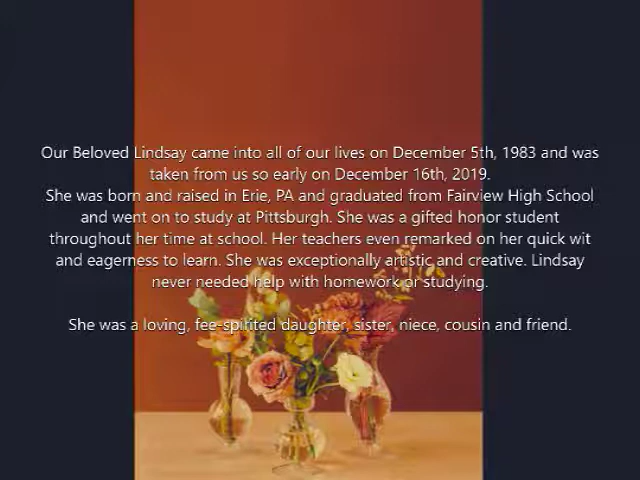 Our Beloved Lindsay came into all of our lives on December 5th, 1983 and was
taken from us so early on December 16th, 2019.
She was born and raised in Erie, PA and graduated from Fairview High School
and went on to study at Pittsburgh. She was a gifted honor student
throughout her time at school. Her teachers even remarked on her quick wit
and eagerness to learn. She was exceptionally artistic and creative. Lindsay
never needed help with homework or studying.
She was a loving, fee-spirited daughter, sister, niece, cousin and friend.